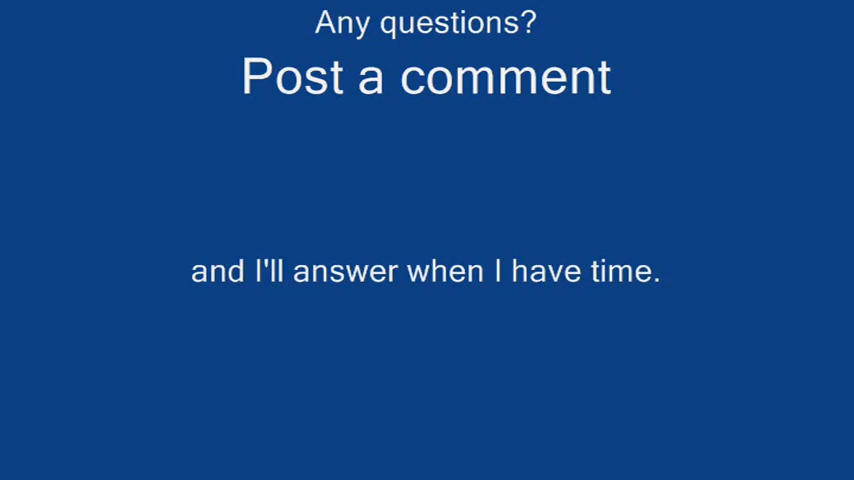 Any questions?
Post a comment
and I'll answer when I have time.